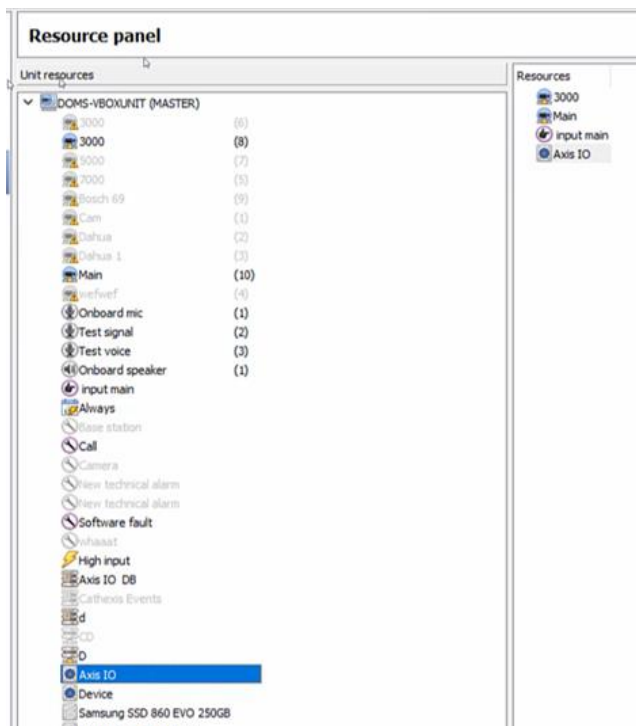 Resource panel
Unit resources
DOMS-VBOXUNIT (MASTER)
3000 (6)
3000 (8)
5000 (7)
7000 (5)
Bosch 69 (9)
Cam (1)
Dahua (2)
Dahua 1 (3)
Main (10)
wefwef (4)
Onboard mic (1)
Test signal (2)
Test voice (3)
Onboard speaker (1)
input main
Always
Base station
Call
Camera
New technical alarm
New technical alarm
Software fault
whaaat
High input
Axis IO DB
Cathexis Events
d
CD
D
Axis IO
Device
Samsung SSD 860 EVO 250GB
Resources
3000
Main
input main
Axis IO